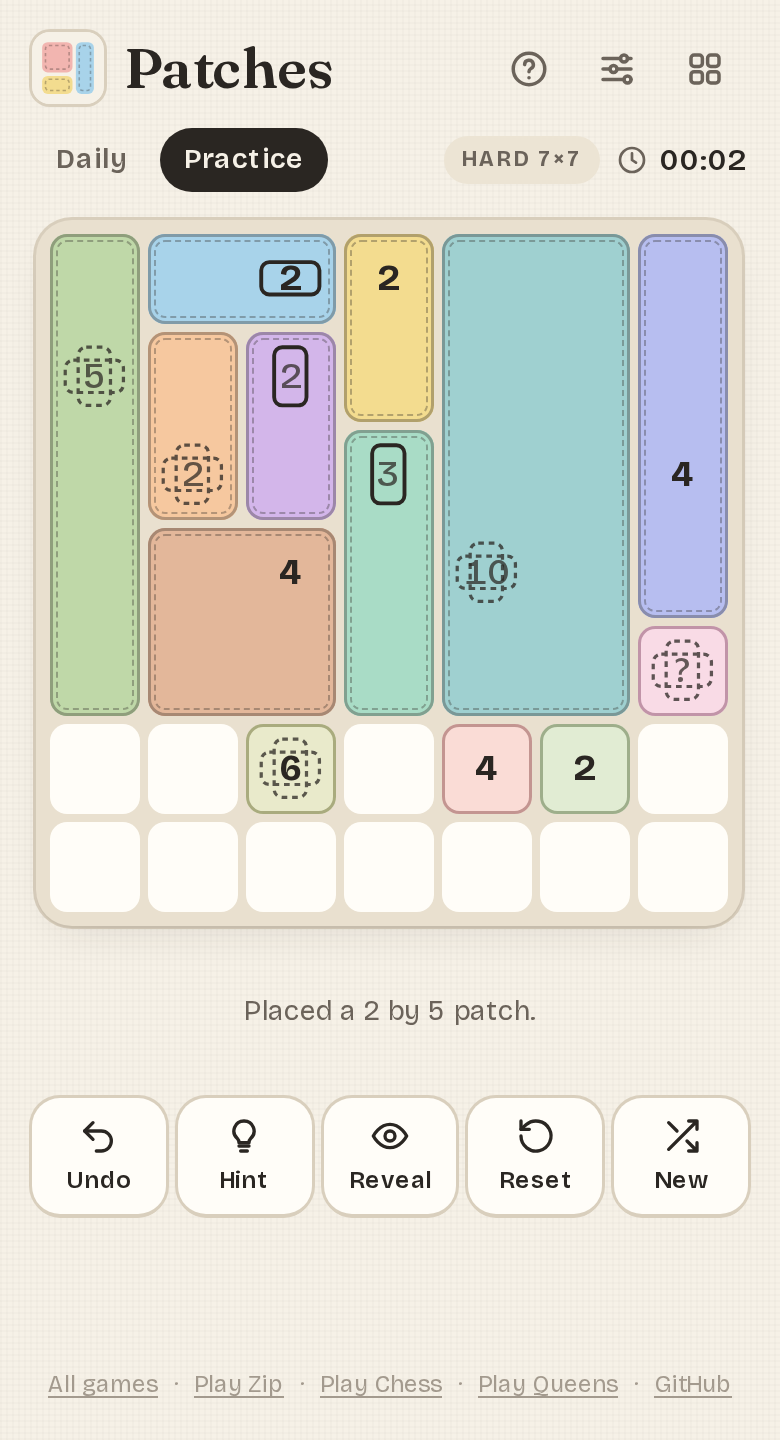 Patches
Daily
Practice
HARD 7×7
00:02
2
2
5
2
2
3
4
4
10
?
6
4
2
Placed a 2 by 5 patch.
Undo
Hint
Reveal
Reset
New
All games · Play Zip · Play Chess · Play Queens · GitHub